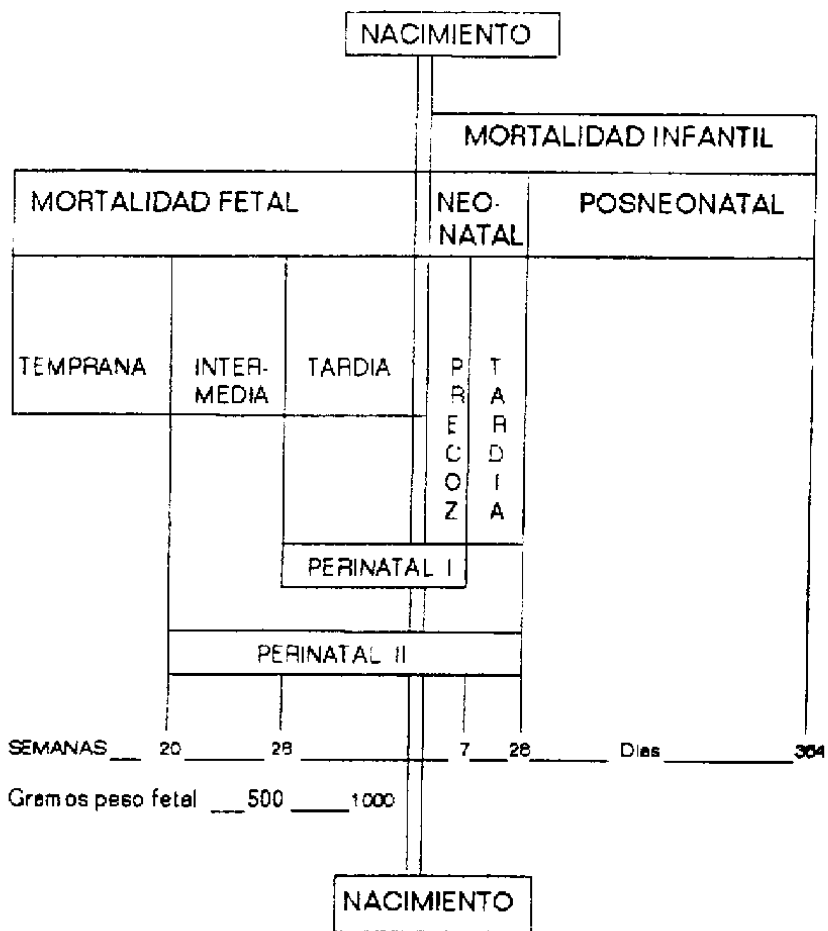 NACIMIENTO
MORTALIDAD INFANTIL
MORTALIDAD FETAL
NEO-
NATAL
POSNEONATAL
TEMPRANA
INTER-
MEDIA
TARDIA
PRECOZ
TARDIA
PERINATAL I
PERINATAL II
SEMANAS 20 28 7 28 Dias 364
Gramos peso fetal 500 1000
NACIMIENTO